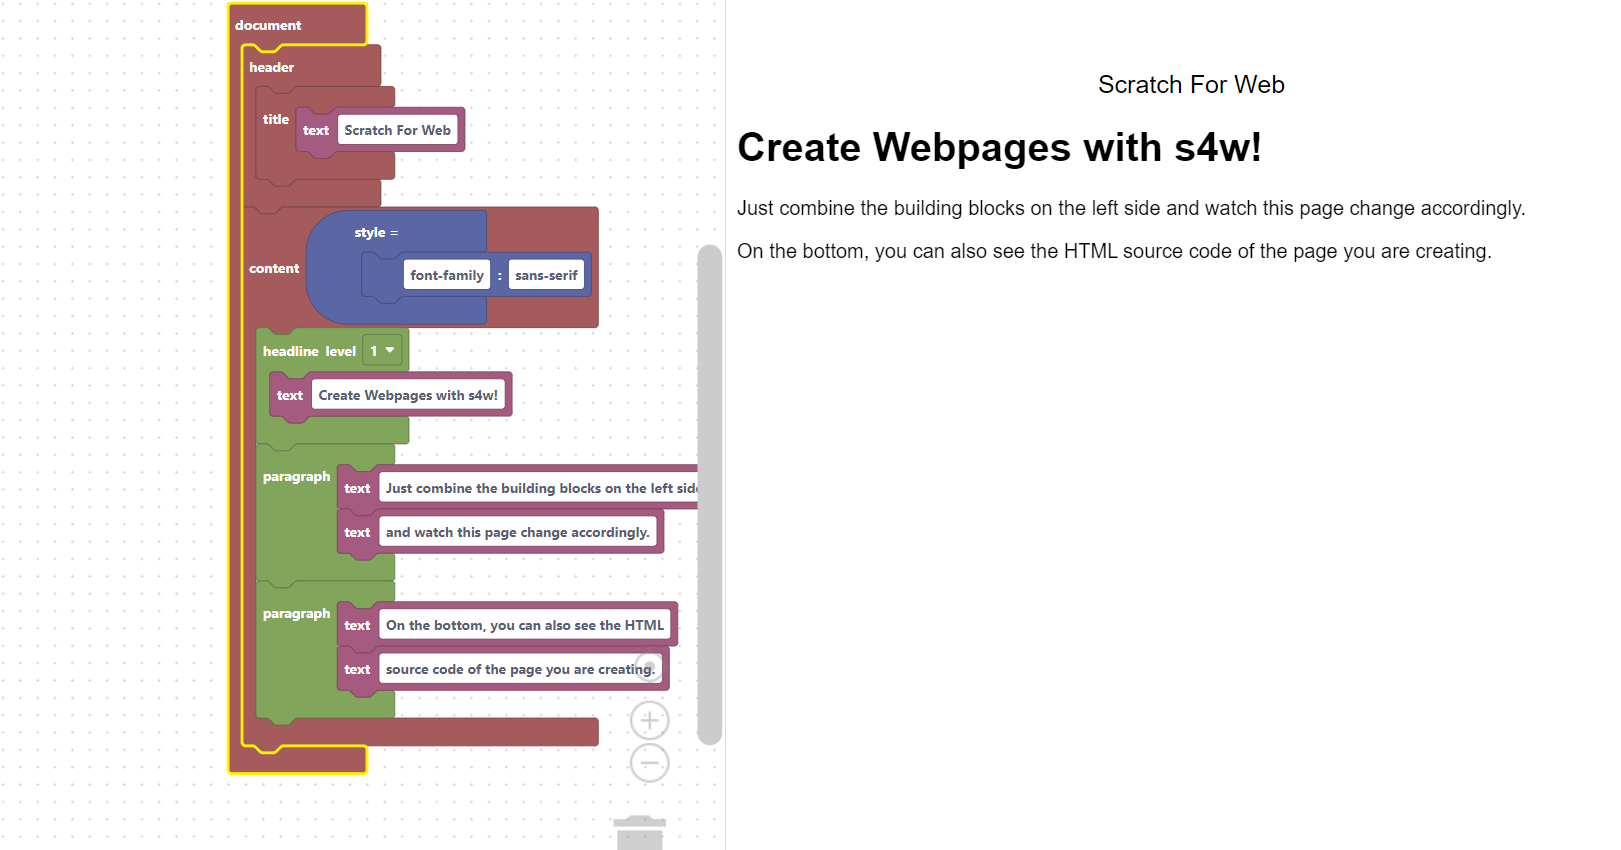 document
header
title text Scratch For Web
content
style =
font-family : sans-serif
headline level 1
text Create Webpages with s4w!
paragraph
text Just combine the building blocks on the left side
text and watch this page change accordingly.
paragraph
text On the bottom, you can also see the HTML
text source code of the page you are creating.
Scratch For Web
Create Webpages with s4w!
Just combine the building blocks on the left side and watch this page change accordingly.
On the bottom, you can also see the HTML source code of the page you are creating.